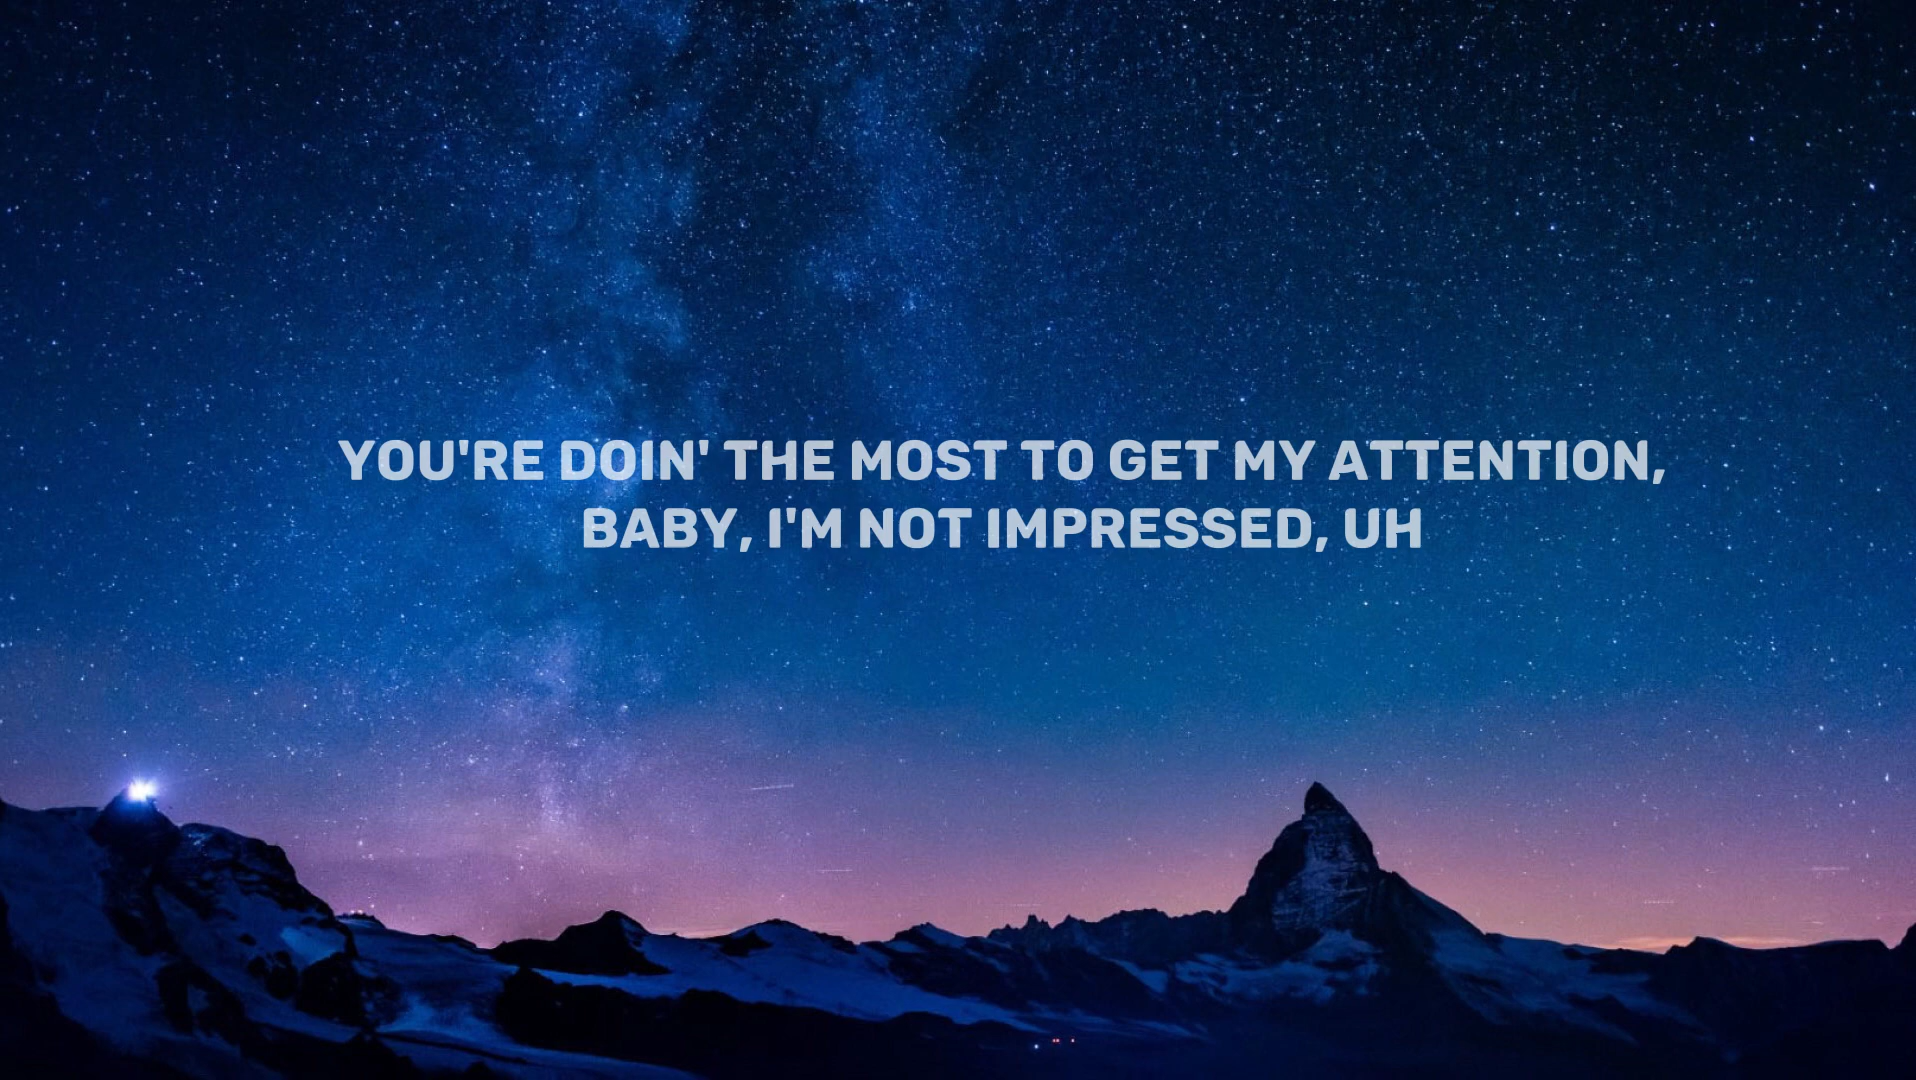 YOU'RE DOIN' THE MOST TO GET MY ATTENTION,
BABY, I'M NOT IMPRESSED, UH